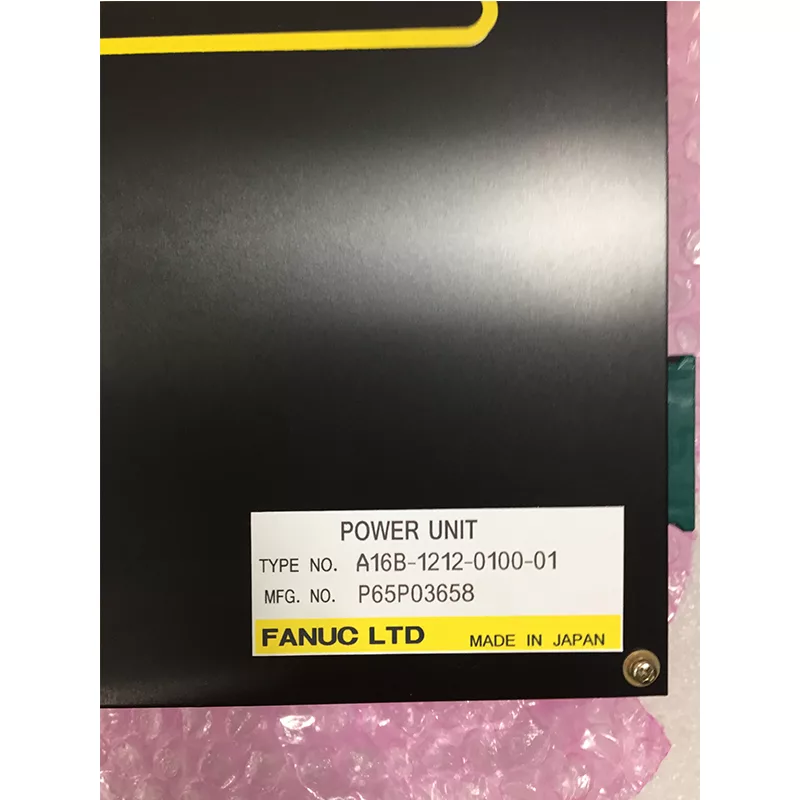 POWER UNIT
TYPE NO. A16B-1212-0100-01
MFG. NO. P65P03658
FANUC LTD MADE IN JAPAN